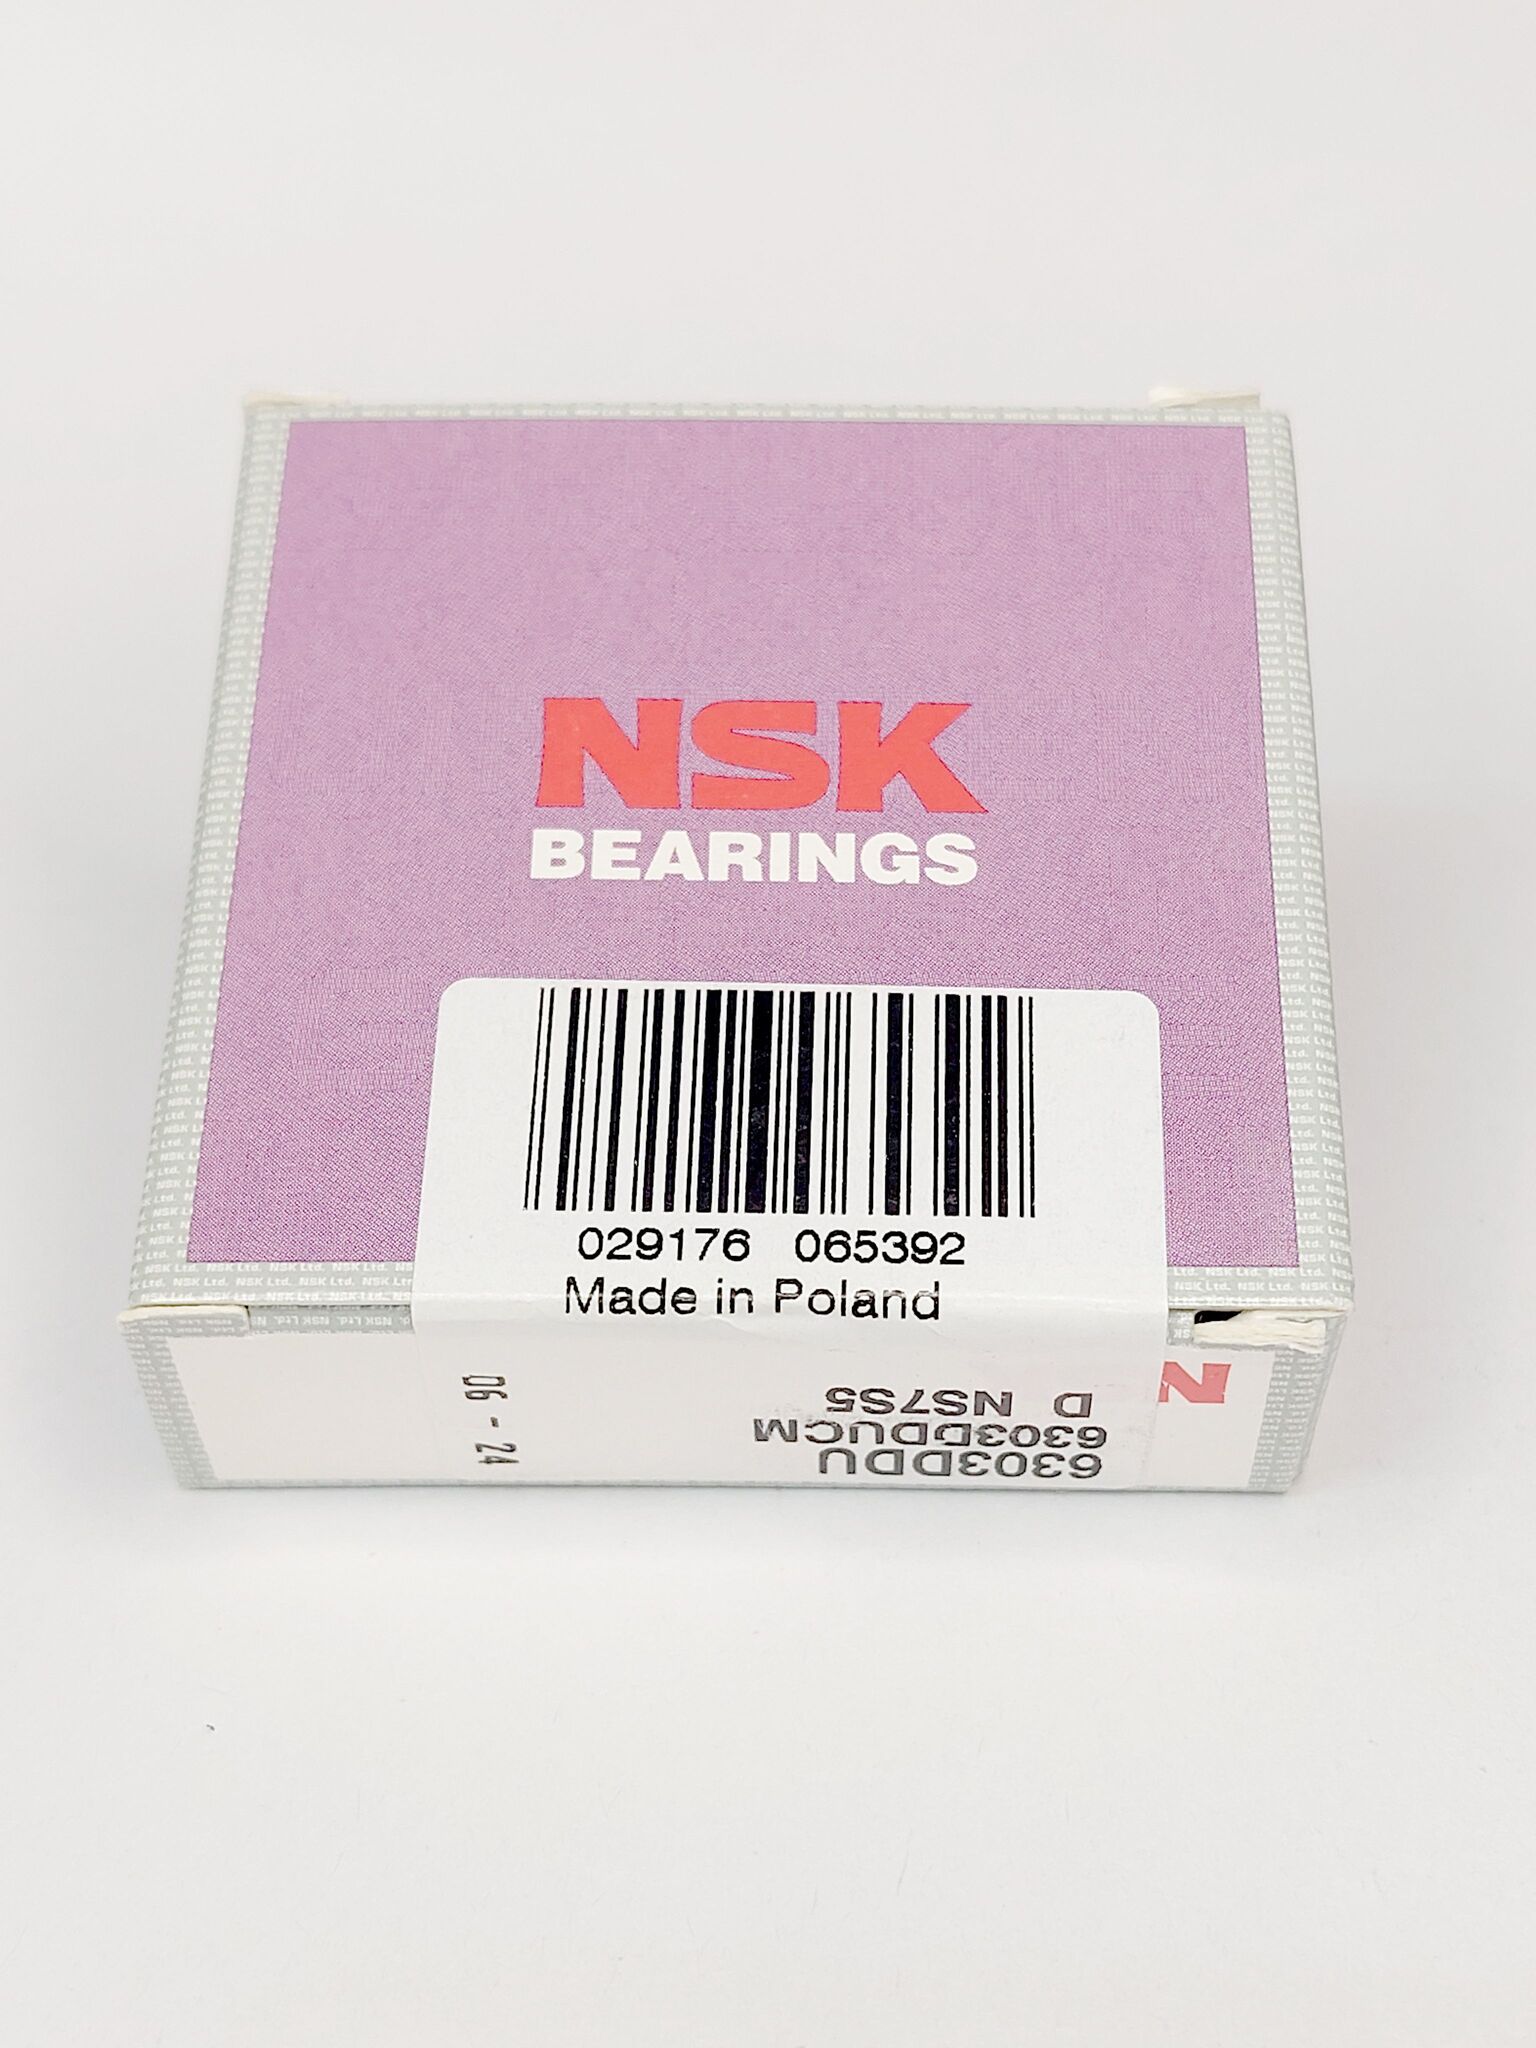 NSK
BEARINGS
029176 065392
Made in Poland
6303DDU
6303DDUCM
D NS7S5
06 - 24
N